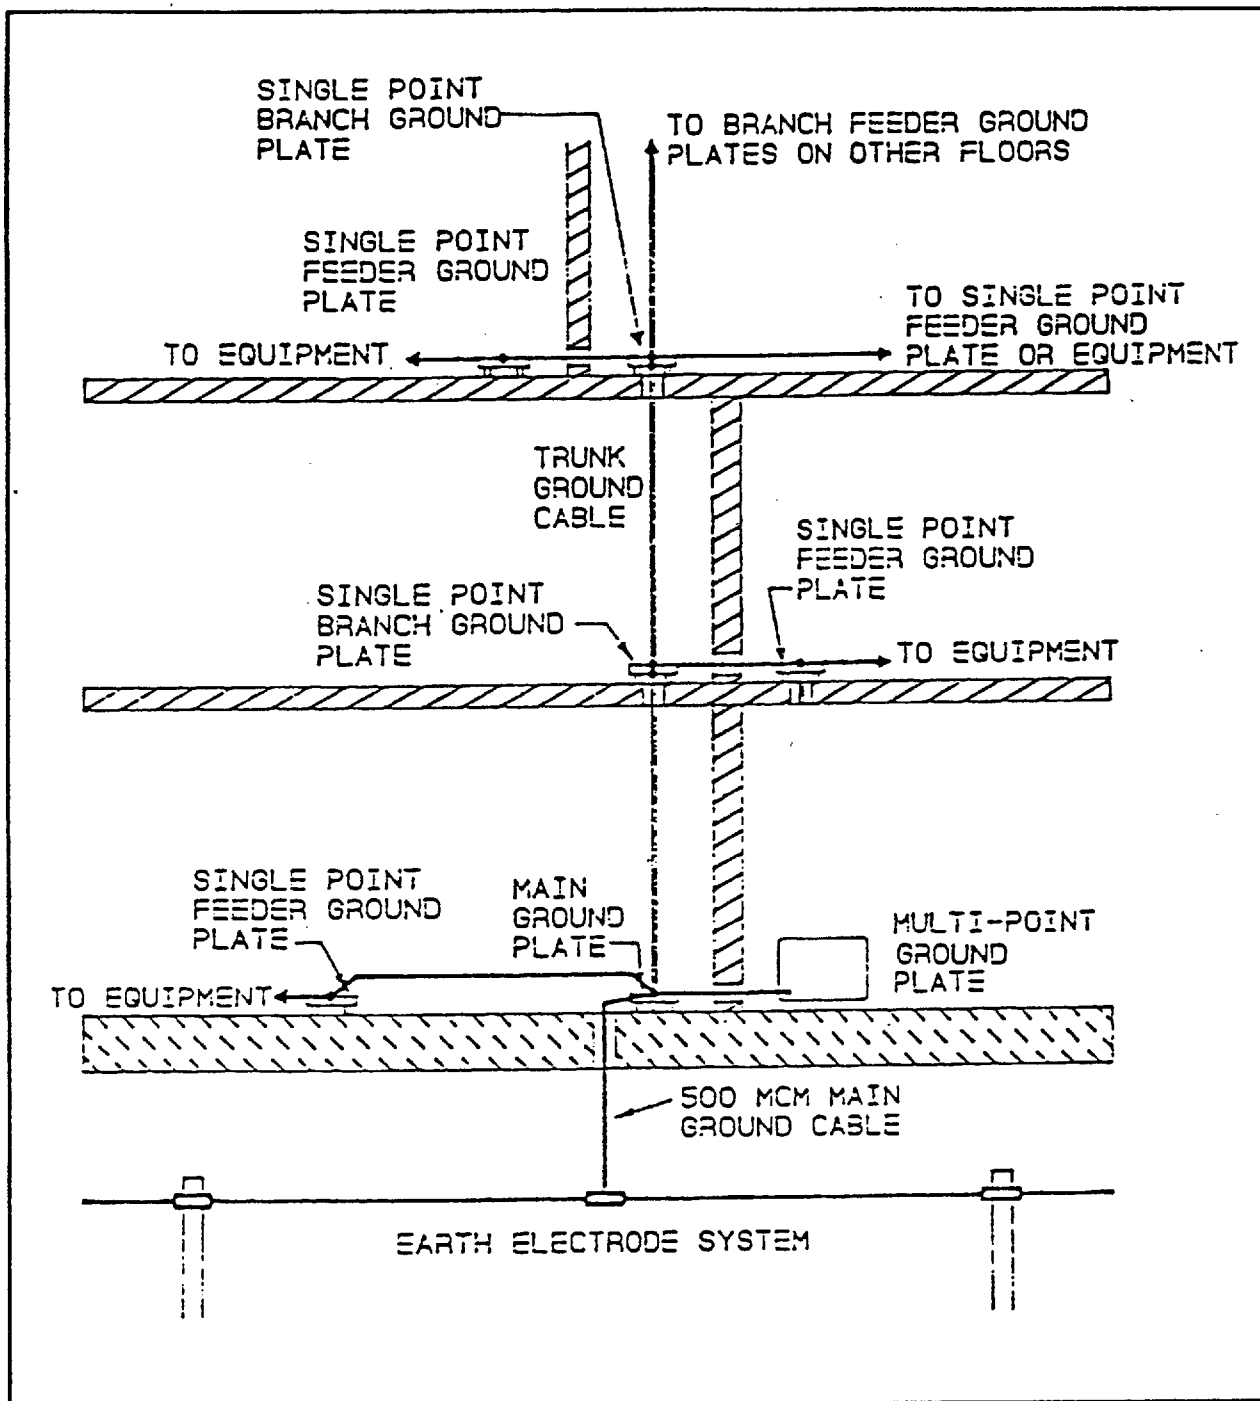 SINGLE POINT
BRANCH GROUND
PLATE
TO BRANCH FEEDER GROUND
PLATES ON OTHER FLOORS
SINGLE POINT
FEEDER GROUND
PLATE
TO SINGLE POINT
FEEDER GROUND
PLATE OR EQUIPMENT
TO EQUIPMENT
TRUNK
GROUND
CABLE
SINGLE POINT
FEEDER GROUND
PLATE
SINGLE POINT
BRANCH GROUND
PLATE
TO EQUIPMENT
SINGLE POINT
FEEDER GROUND
PLATE
MAIN
GROUND
PLATE
MULTI-POINT
GROUND
PLATE
TO EQUIPMENT
500 MCM MAIN
GROUND CABLE
EARTH ELECTRODE SYSTEM